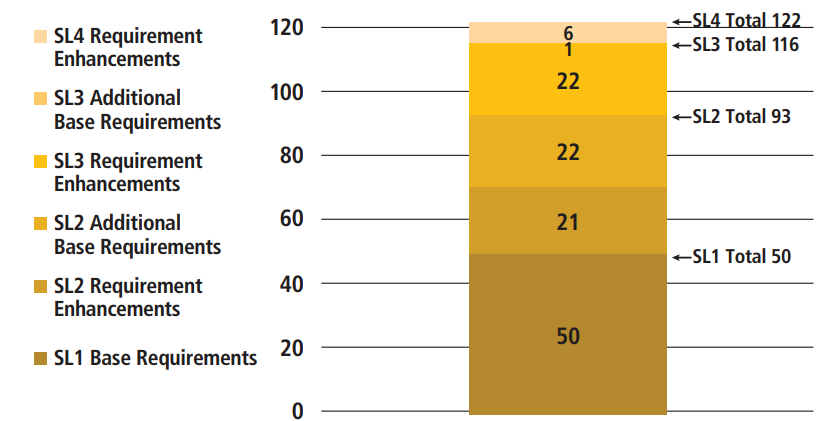 SL4 Requirement
Enhancements
SL3 Additional
Base Requirements
SL3 Requirement
Enhancements
SL2 Additional
Base Requirements
SL2 Requirement
Enhancements
SL1 Base Requirements
120
100
80
60
40
20
0
6
1
22
22
21
50
←SL4 Total 122
←SL3 Total 116
←SL2 Total 93
←SL1 Total 50